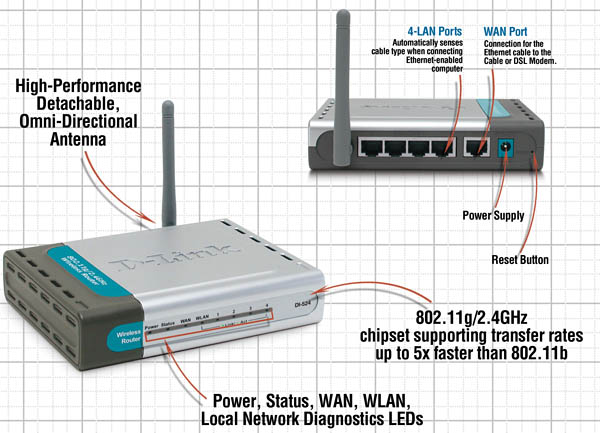 4-LAN Ports
Automatically senses
cable type when connecting
Ethernet-enabled
computer
WAN Port
Connection for the
Ethernet cable to the
Cable or DSL Modem.
High-Performance
Detachable,
Omni-Directional
Antenna
Power Supply
Reset Button
D-Link
802.11g/2.4GHz
Wireless Router
DI-524
Wireless
Router
Power Status WAN WLAN 1 2 3 4
802.11g/2.4GHz
chipset supporting transfer rates
up to 5x faster than 802.11b
Power, Status, WAN, WLAN,
Local Network Diagnostics LEDs